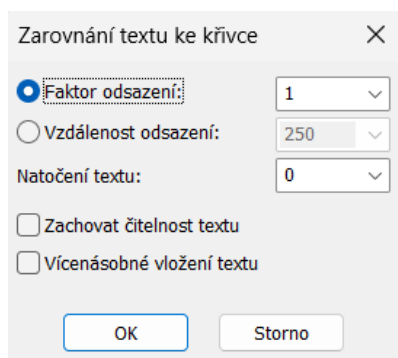 Zarovnání textu ke křivce
Faktor odsazení: 1
Vzdálenost odsazení: 250
Natočení textu: 0
Zachovat čitelnost textu
Vícenásobné vložení textu
OK Storno